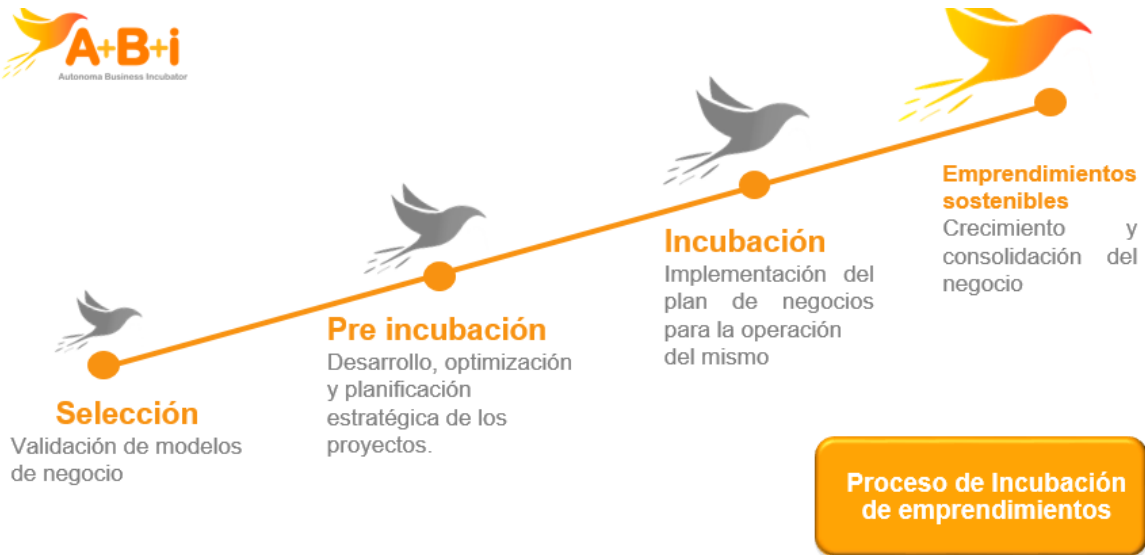 A+B+i
Autonoma Business Incubator
Selección
Validación de modelos
de negocio
Pre incubación
Desarrollo, optimización
y planificación
estratégica de los
proyectos.
Incubación
Implementación del
plan de negocios
para la operación
del mismo
Emprendimientos
sostenibles
Crecimiento y
consolidación del
negocio
Proceso de Incubación
de emprendimientos